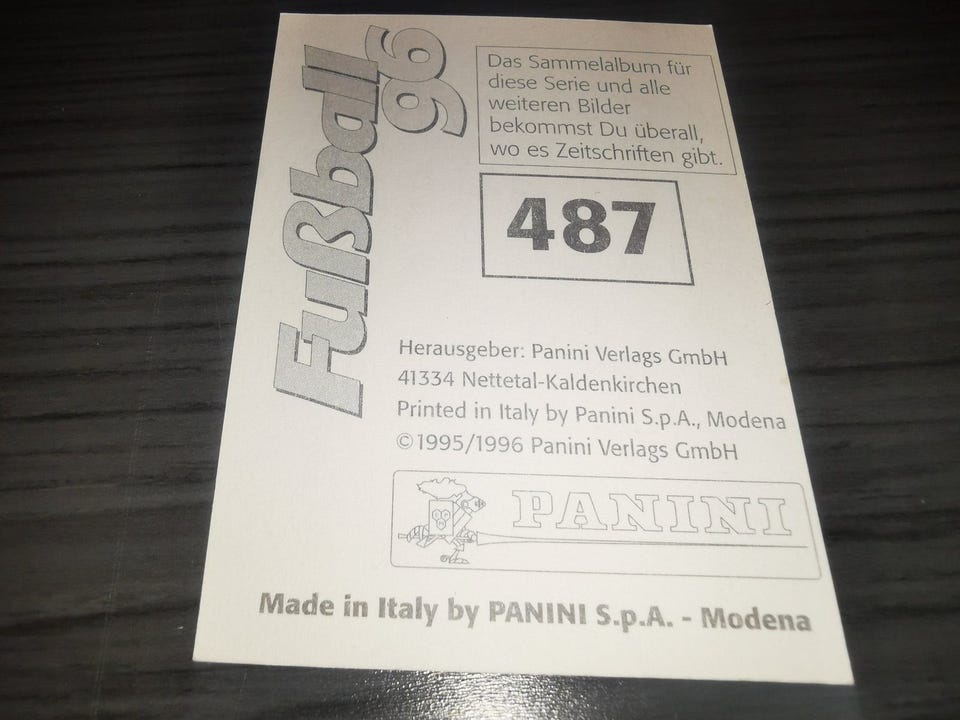 Fußball 96
Das Sammelalbum für
diese Serie und alle
weiteren Bilder
bekommst Du überall,
wo es Zeitschriften gibt.
487
Herausgeber: Panini Verlags GmbH
41334 Nettetal-Kaldenkirchen
Printed in Italy by Panini S.p.A., Modena
©1995/1996 Panini Verlags GmbH
PANINI
Made in Italy by PANINI S.p.A. - Modena